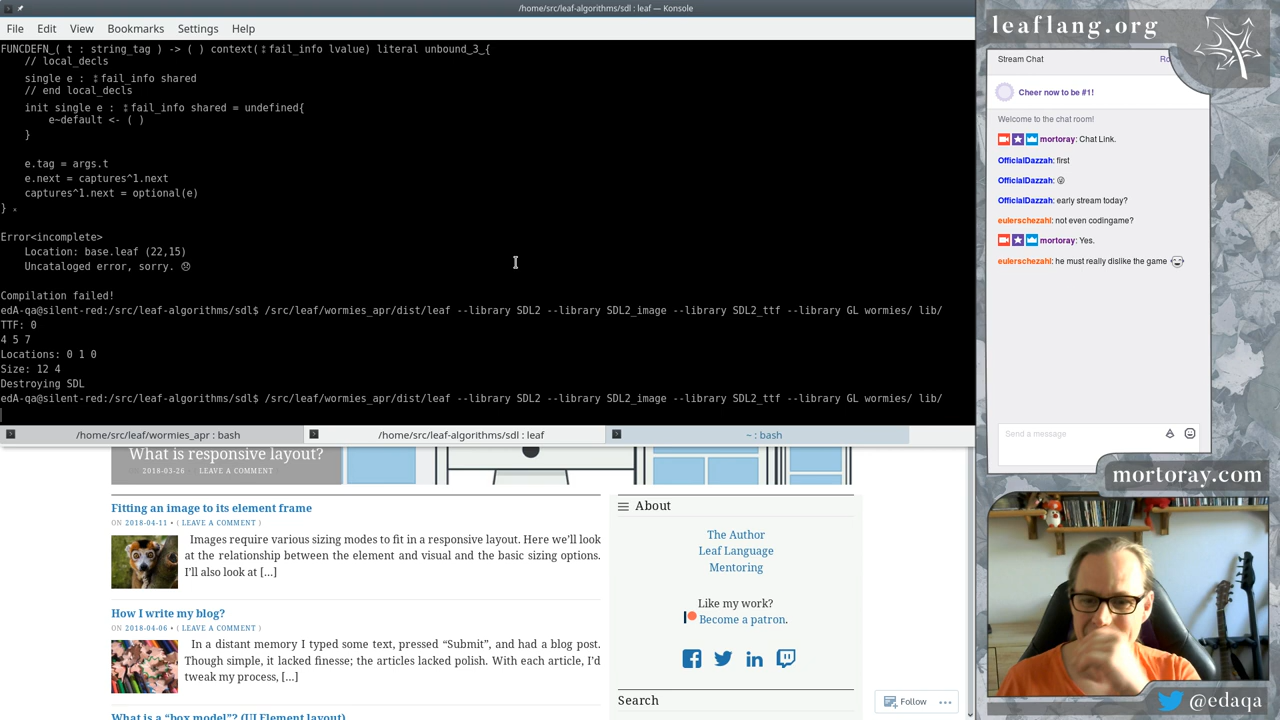 /home/src/leaf-algorithms/sdl : leaf — Konsole
File Edit View Bookmarks Settings Help
FUNCDEFN_( t : string_tag ) -> ( ) context(‡fail_info lvalue) literal unbound_3_{
// local_decls
single e : ‡fail_info shared
// end local_decls
init single e : ‡fail_info shared = undefined{
e~default <- ( )
}
e.tag = args.t
e.next = captures^1.next
captures^1.next = optional(e)
} ×
Error<incomplete>
Location: base.leaf (22,15)
Uncataloged error, sorry. 😞
Compilation failed!
edA-qa@silent-red:/src/leaf-algorithms/sdl$ /src/leaf/wormies_apr/dist/leaf --library SDL2 --library SDL2_image --library SDL2_ttf --library GL wormies/ lib/
TTF: 0
4 5 7
Locations: 0 1 0
Size: 12 4
Destroying SDL
edA-qa@silent-red:/src/leaf-algorithms/sdl$ /src/leaf/wormies_apr/dist/leaf --library SDL2 --library SDL2_image --library SDL2_ttf --library GL wormies/ lib/
/home/src/leaf/wormies_apr : bash
/home/src/leaf-algorithms/sdl : leaf
~ : bash
What is responsive layout?
2018-03-26 LEAVE A COMMENT
Fitting an image to its element frame
ON 2018-04-11 • ( LEAVE A COMMENT )
Images require various sizing modes to fit in a responsive layout. Here we'll look
at the relationship between the element and visual and the basic sizing options.
I'll also look at […]
How I write my blog?
ON 2018-04-06 • ( LEAVE A COMMENT )
In a distant memory I typed some text, pressed "Submit", and had a blog post.
Though simple, it lacked finesse; the articles lacked polish. With each article, I'd
tweak my process, […]
What is a "box model"? (UI Element layout)
About
The Author
Leaf Language
Mentoring
Like my work?
Become a patron.
Search
Follow
leaflang.org
Stream Chat
Ro
Cheer now to be #1!
Welcome to the chat room!
mortoray: Chat Link.
OfficialDazzah: first
OfficialDazzah: 😛
OfficialDazzah: early stream today?
eulerschezahl: not even codingame?
mortoray: Yes.
eulerschezahl: he must really dislike the game
Send a message
mortoray.com
@edaqa